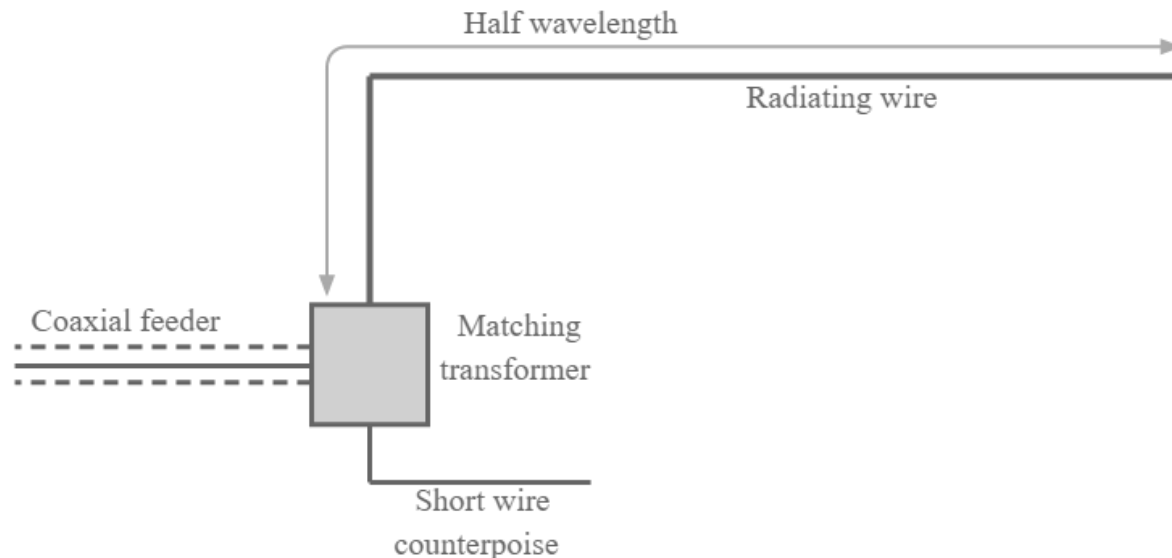 Half wavelength
Radiating wire
Coaxial feeder
Matching
transformer
Short wire
counterpoise